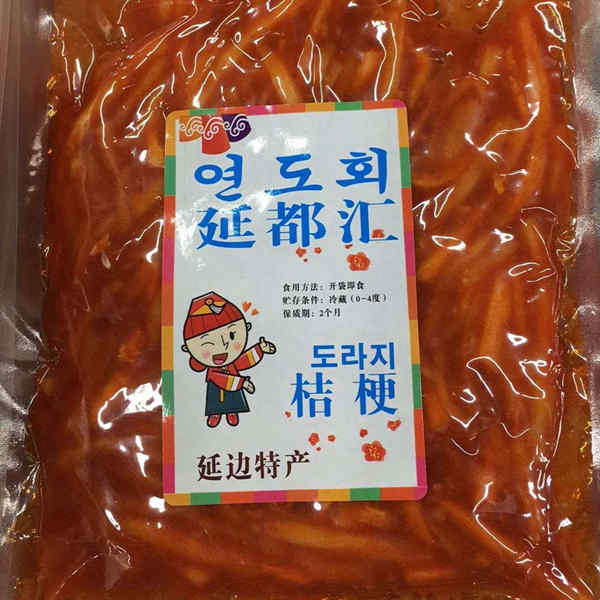 연도회
延都汇
食用方法：开袋即食
贮存条件：冷藏（0-4度）
保质期：2个月
도라지
桔梗
延边特产